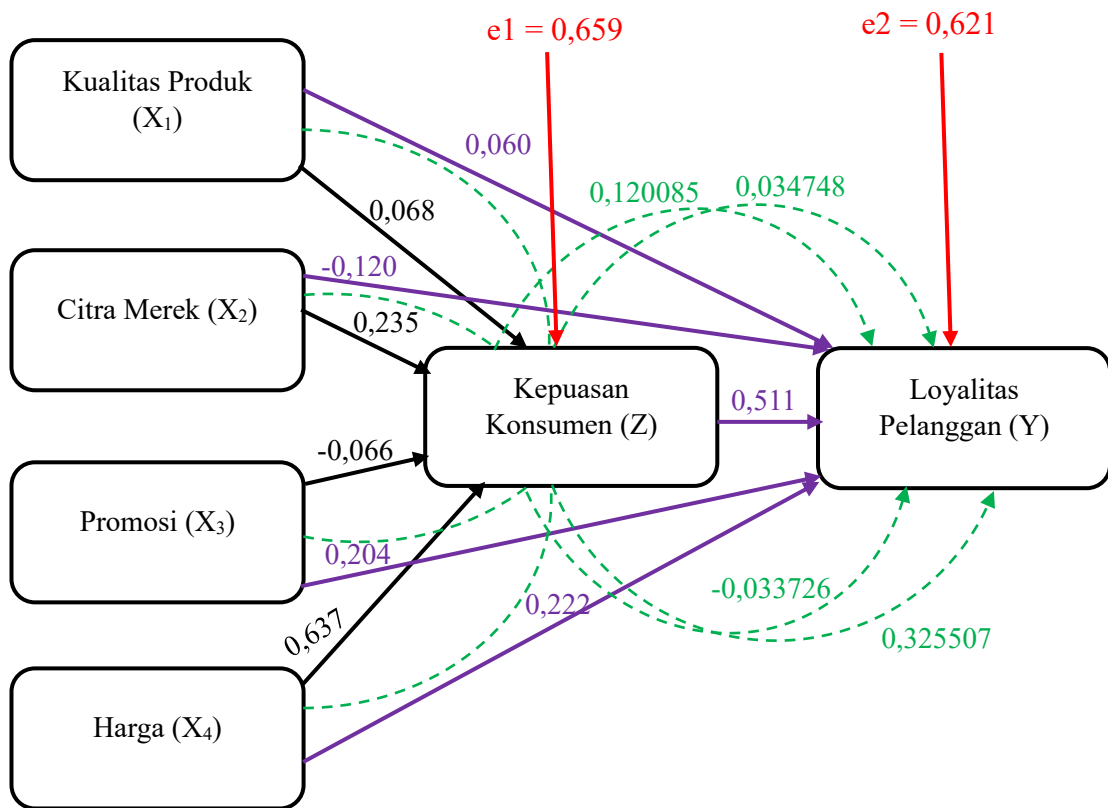 e1 = 0,659
e2 = 0,621
Kualitas Produk
(X₁)
0,060
0,120085
0,034748
0,068
-0,120
Citra Merek (X₂)
0,235
Kepuasan
Konsumen (Z)
0,511
Loyalitas
Pelanggan (Y)
-0,066
Promosi (X₃)
0,204
-0,033726
0,222
0,637
0,325507
Harga (X₄)